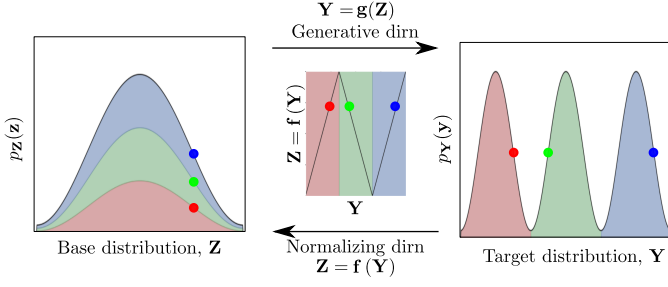 Y = g(Z)
Generative dirn
p_Z(z)
Z = f (Y)
p_Y(y)
Y
Base distribution, Z
Normalizing dirn
Z = f (Y)
Target distribution, Y